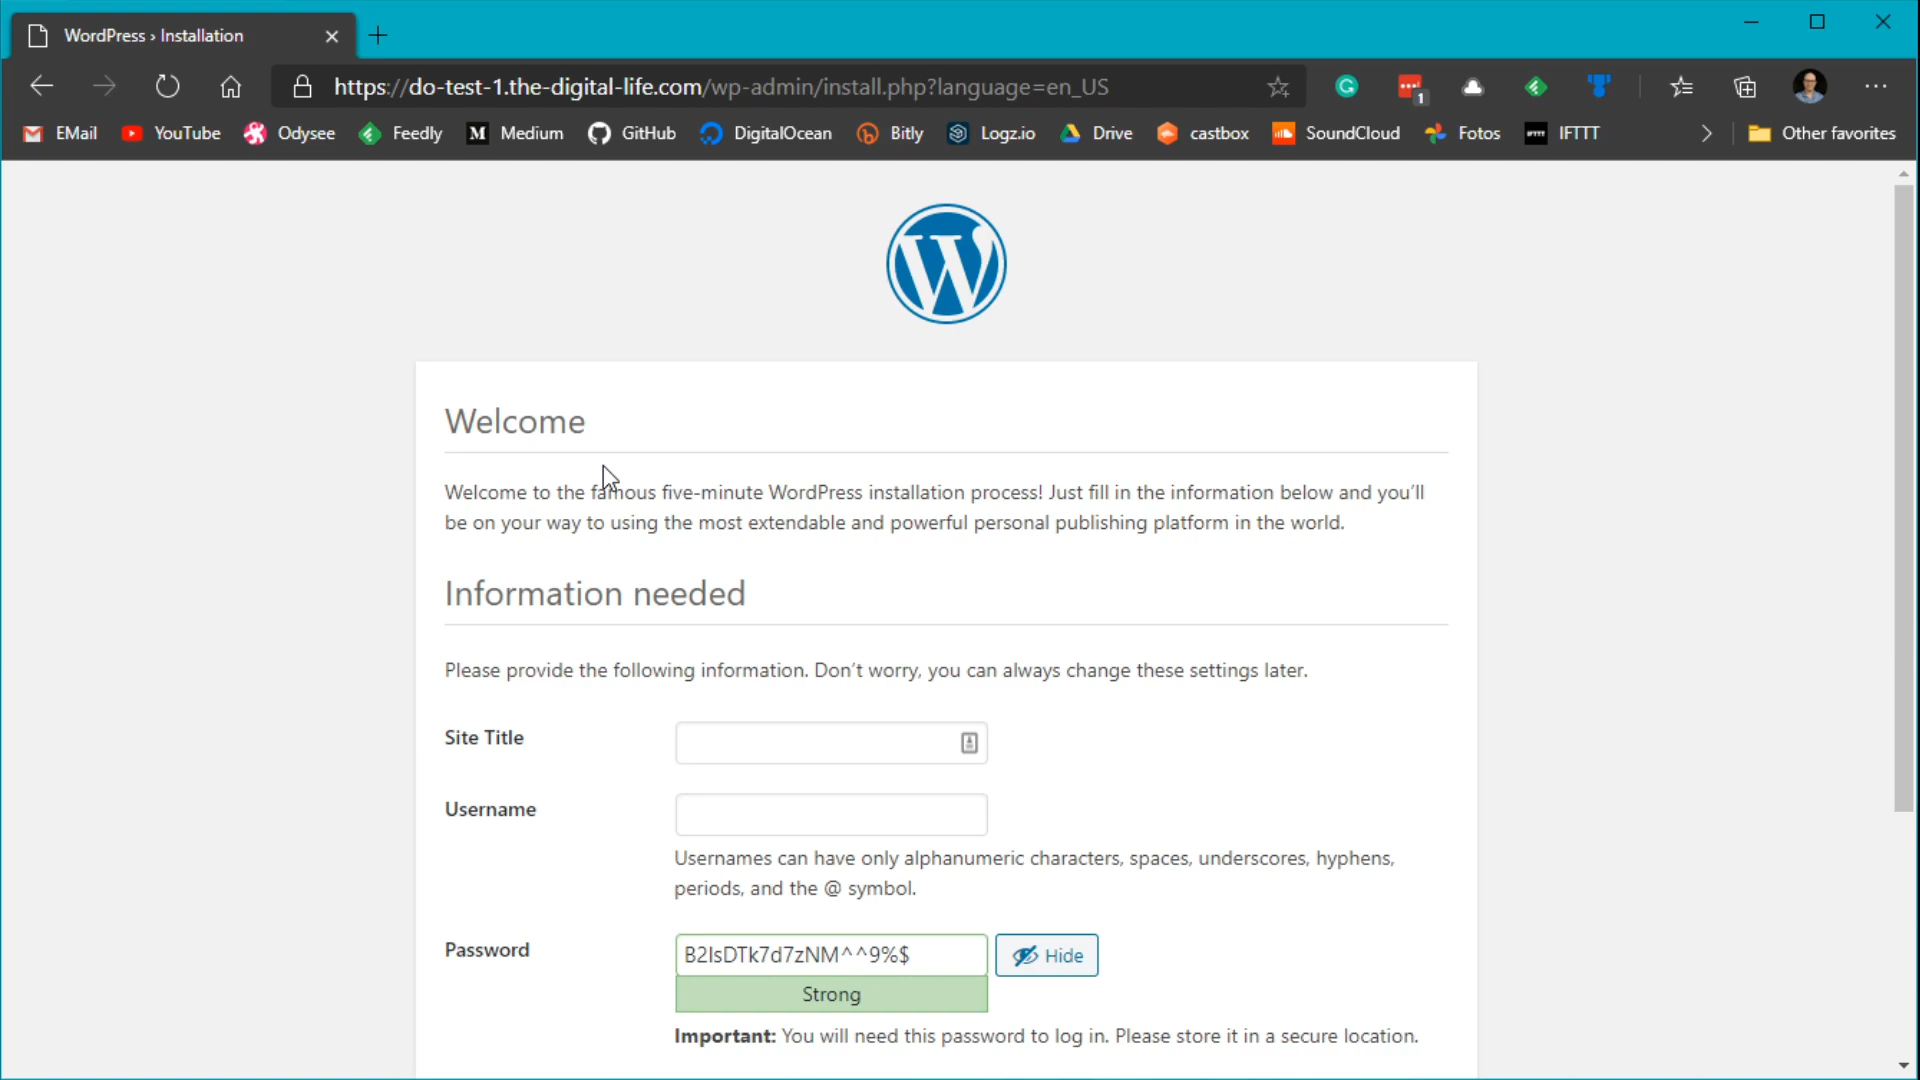 WordPress › Installation
https://do-test-1.the-digital-life.com/wp-admin/install.php?language=en_US
1
EMail YouTube Odysee Feedly M Medium GitHub DigitalOcean Bitly Logz.io Drive castbox SoundCloud Fotos IFTTT IFTTT Other favorites
Welcome
Welcome to the famous five-minute WordPress installation process! Just fill in the information below and you’ll
be on your way to using the most extendable and powerful personal publishing platform in the world.
Information needed
Please provide the following information. Don’t worry, you can always change these settings later.
Site Title
Username
Usernames can have only alphanumeric characters, spaces, underscores, hyphens,
periods, and the @ symbol.
Password B2IsDTk7d7zNM^^9%$ Hide
Strong
Important: You will need this password to log in. Please store it in a secure location.